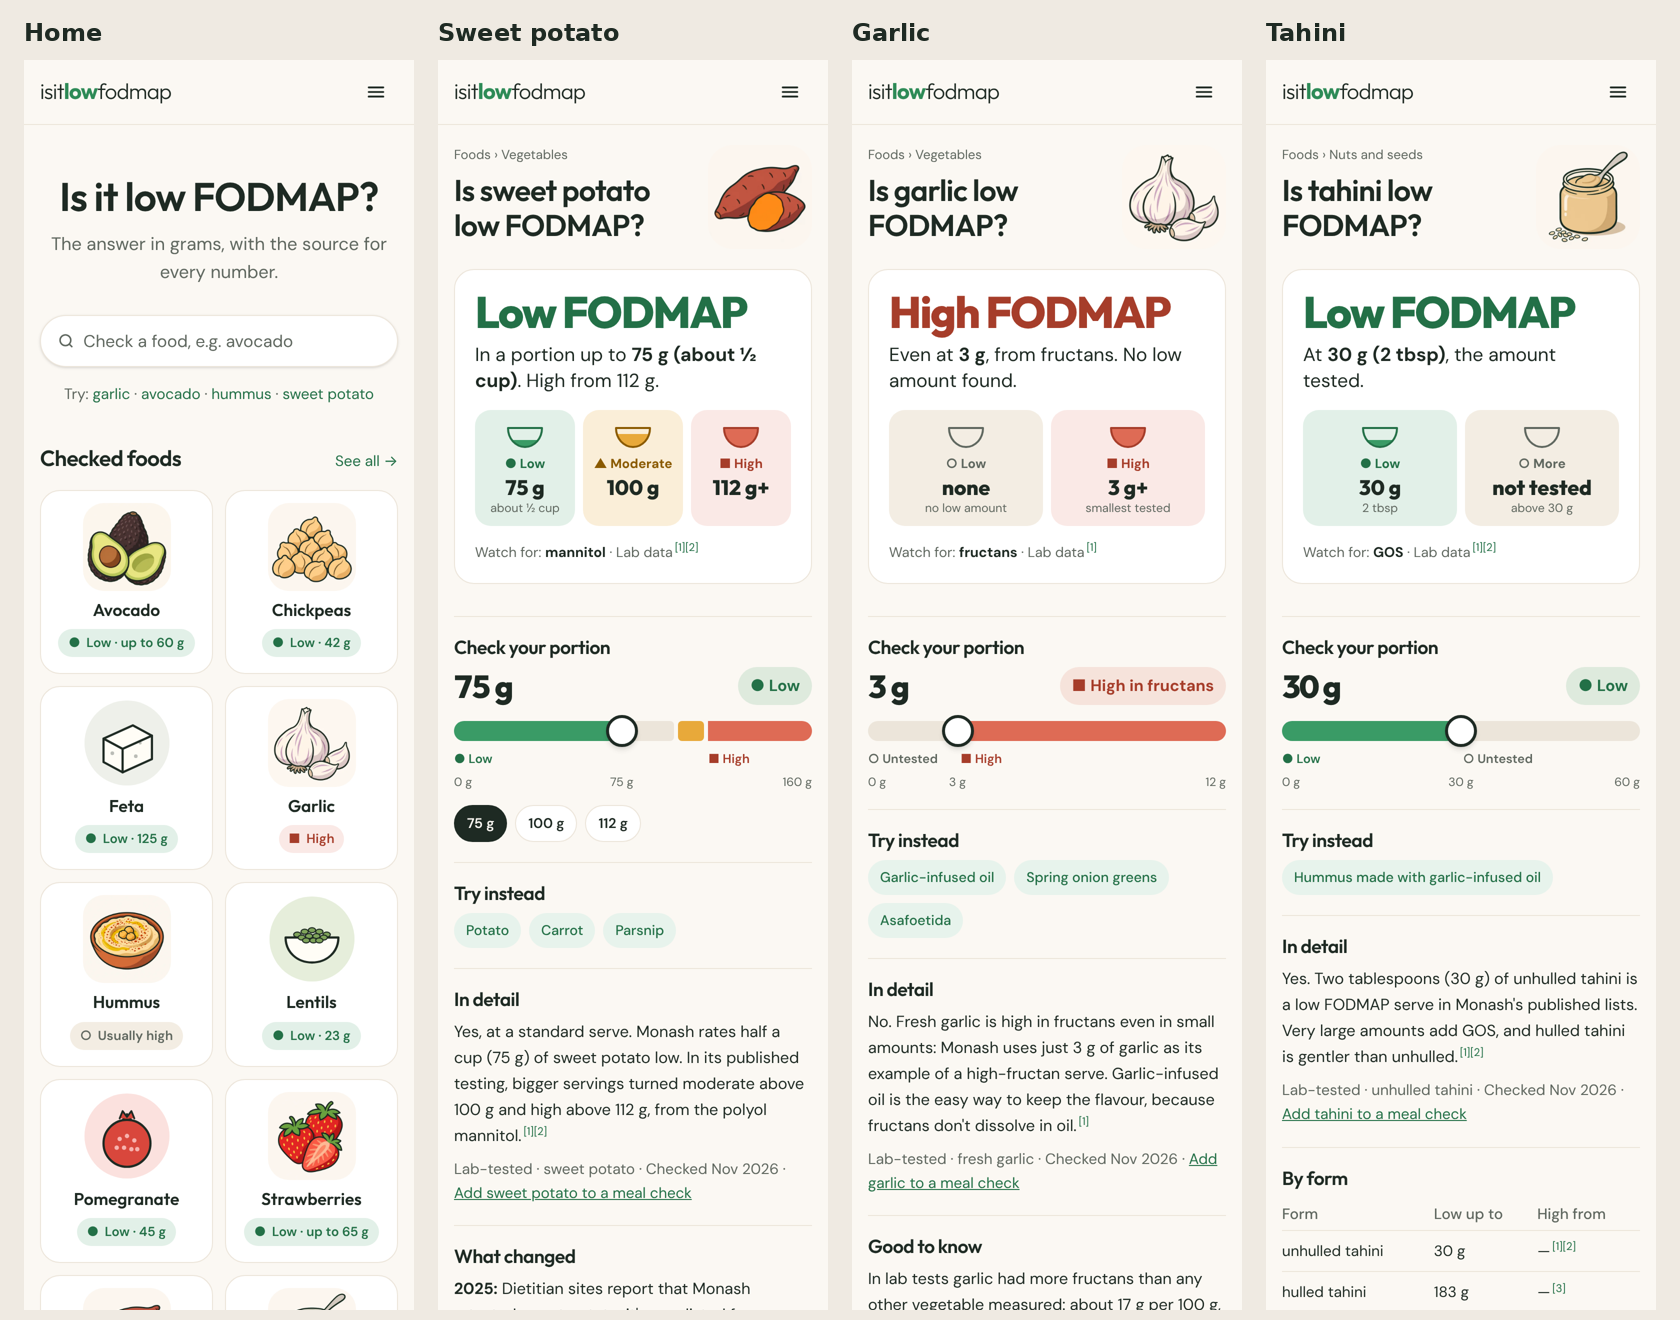 Home
isitlowfodmap
Is it low FODMAP?
The answer in grams, with the source for
every number.
Check a food, e.g. avocado
Try: garlic · avocado · hummus · sweet potato
Checked foods
See all →
Avocado
Low · up to 60 g
Chickpeas
Low · 42 g
Feta
Low · 125 g
Garlic
High
Hummus
Usually high
Lentils
Low · 23 g
Pomegranate
Low · 45 g
Strawberries
Low · up to 65 g
Sweet potato
isitlowfodmap
Foods › Vegetables
Is sweet potato
low FODMAP?
Low FODMAP
In a portion up to 75 g (about ½
cup). High from 112 g.
Low
75 g
about ½ cup
Moderate
100 g
High
112 g+
Watch for: mannitol · Lab data [1][2]
Check your portion
75 g
Low
Low
High
0 g
75 g
160 g
75 g
100 g
112 g
Try instead
Potato
Carrot
Parsnip
In detail
Yes, at a standard serve. Monash rates half a
cup (75 g) of sweet potato low. In its published
testing, bigger servings turned moderate above
100 g and high above 112 g, from the polyol
mannitol. [1][2]
Lab-tested · sweet potato · Checked Nov 2026 ·
Add sweet potato to a meal check
What changed
2025: Dietitian sites report that Monash
Garlic
isitlowfodmap
Foods › Vegetables
Is garlic low
FODMAP?
High FODMAP
Even at 3 g, from fructans. No low
amount found.
Low
none
no low amount
High
3 g+
smallest tested
Watch for: fructans · Lab data [1]
Check your portion
3 g
High in fructans
Untested
High
0 g
3 g
12 g
Try instead
Garlic-infused oil
Spring onion greens
Asafoetida
In detail
No. Fresh garlic is high in fructans even in small
amounts: Monash uses just 3 g of garlic as its
example of a high-fructan serve. Garlic-infused
oil is the easy way to keep the flavour, because
fructans don't dissolve in oil. [1]
Lab-tested · fresh garlic · Checked Nov 2026 · Add
garlic to a meal check
Good to know
In lab tests garlic had more fructans than any
other vegetable measured: about 17 g per 100 g,
Tahini
isitlowfodmap
Foods › Nuts and seeds
Is tahini low
FODMAP?
Low FODMAP
At 30 g (2 tbsp), the amount
tested.
Low
30 g
2 tbsp
More
not tested
above 30 g
Watch for: GOS · Lab data [1][2]
Check your portion
30 g
Low
Low
Untested
0 g
30 g
60 g
Try instead
Hummus made with garlic-infused oil
In detail
Yes. Two tablespoons (30 g) of unhulled tahini is
a low FODMAP serve in Monash's published lists.
Very large amounts add GOS, and hulled tahini
is gentler than unhulled. [1][2]
Lab-tested · unhulled tahini · Checked Nov 2026 ·
Add tahini to a meal check
By form
Form
Low up to
High from
unhulled tahini
30 g
— [1][2]
hulled tahini
183 g
— [3]